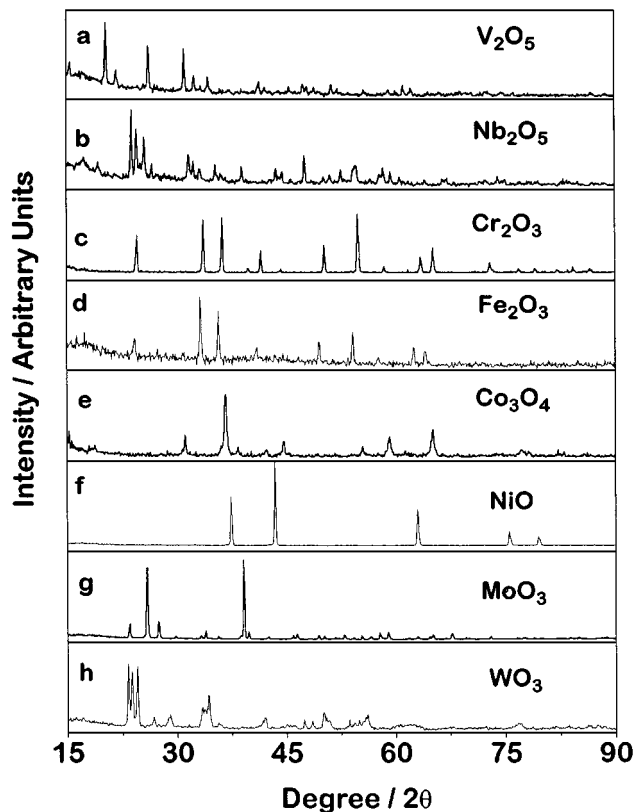 a V₂O₅
b Nb₂O₅
c Cr₂O₃
d Fe₂O₃
e Co₃O₄
f NiO
g MoO₃
h WO₃
Intensity / Arbitrary Units
15 30 45 60 75 90
Degree / 2θ